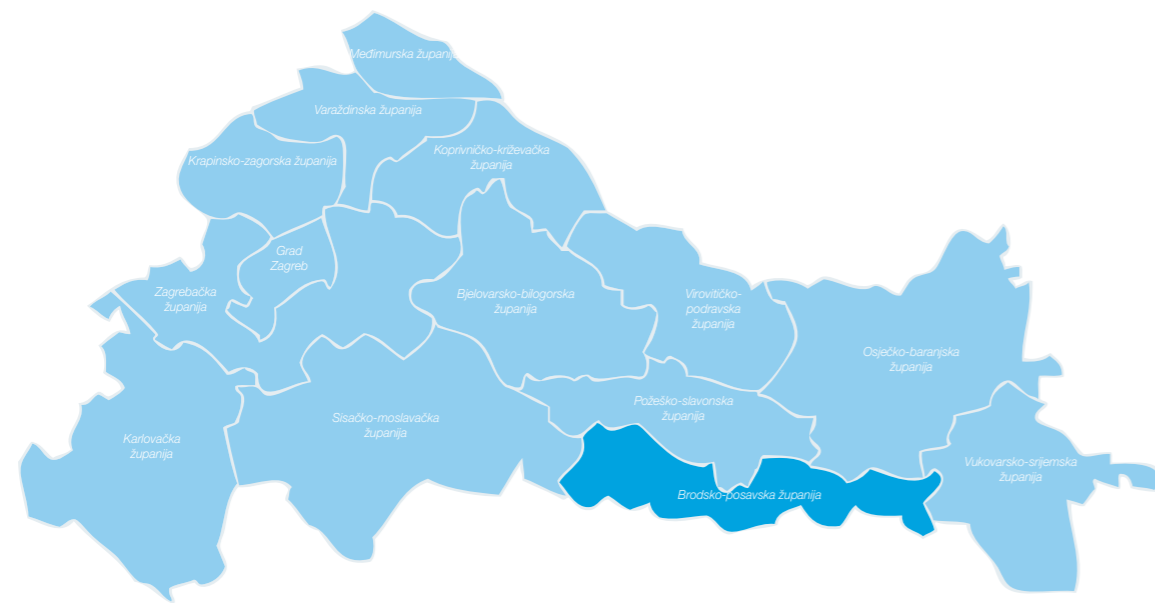 Međimurska županija
Varaždinska županija
Koprivničko-križevačka
županija
Krapinsko-zagorska županija
Grad
Zagreb
Zagrebačka
županija
Bjelovarsko-bilogorska
županija
Virovitičko-
podravska
županija
Osječko-baranjska
županija
Požeško-slavonska
županija
Sisačko-moslavačka
županija
Karlovačka
županija
Vukovarsko-srijemska
županija
Brodsko-posavska županija